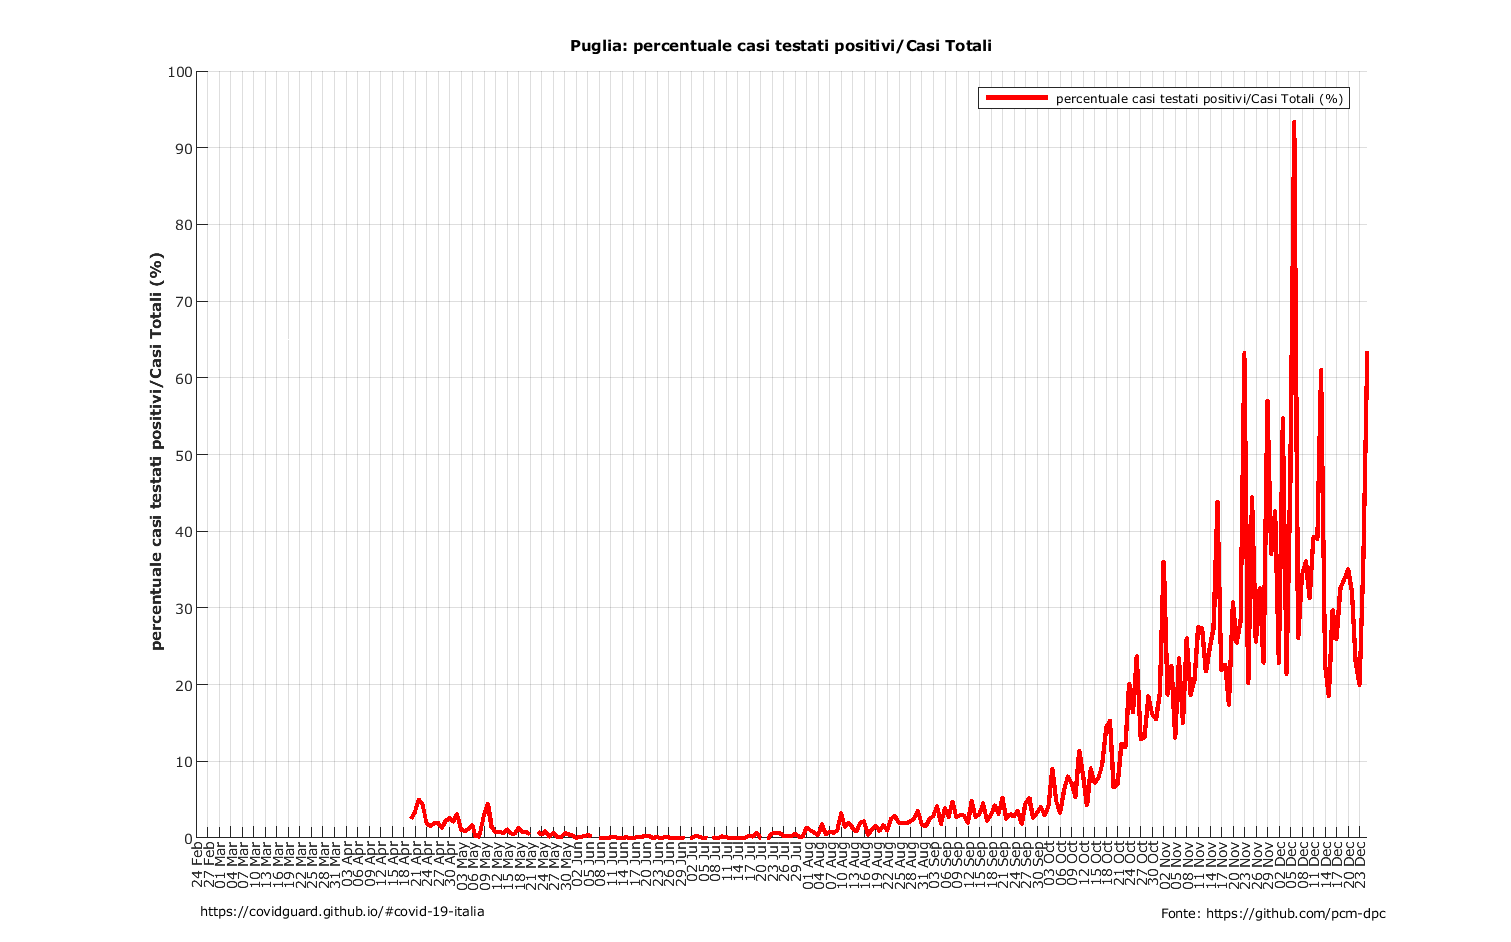 Puglia: percentuale casi testati positivi/Casi Totali
percentuale casi testati positivi/Casi Totali (%)
percentuale casi testati positivi/Casi Totali (%)
100
90
80
70
60
50
40
30
20
10
0
24 Feb
27 Feb
01 Mar
04 Mar
07 Mar
10 Mar
13 Mar
16 Mar
19 Mar
22 Mar
25 Mar
28 Mar
31 Mar
03 Apr
06 Apr
09 Apr
12 Apr
15 Apr
18 Apr
21 Apr
24 Apr
27 Apr
30 Apr
03 May
06 May
09 May
12 May
15 May
18 May
21 May
24 May
27 May
30 May
02 Jun
05 Jun
08 Jun
11 Jun
14 Jun
17 Jun
20 Jun
23 Jun
26 Jun
29 Jun
02 Jul
05 Jul
08 Jul
11 Jul
14 Jul
17 Jul
20 Jul
23 Jul
26 Jul
29 Jul
01 Aug
04 Aug
07 Aug
10 Aug
13 Aug
16 Aug
19 Aug
22 Aug
25 Aug
28 Aug
31 Aug
03 Sep
06 Sep
09 Sep
12 Sep
15 Sep
18 Sep
21 Sep
24 Sep
27 Sep
30 Sep
03 Oct
06 Oct
09 Oct
12 Oct
15 Oct
18 Oct
21 Oct
24 Oct
27 Oct
30 Oct
02 Nov
05 Nov
08 Nov
11 Nov
14 Nov
17 Nov
20 Nov
23 Nov
26 Nov
29 Nov
02 Dec
05 Dec
08 Dec
11 Dec
14 Dec
17 Dec
20 Dec
23 Dec
https://covidguard.github.io/#covid-19-italia
Fonte: https://github.com/pcm-dpc